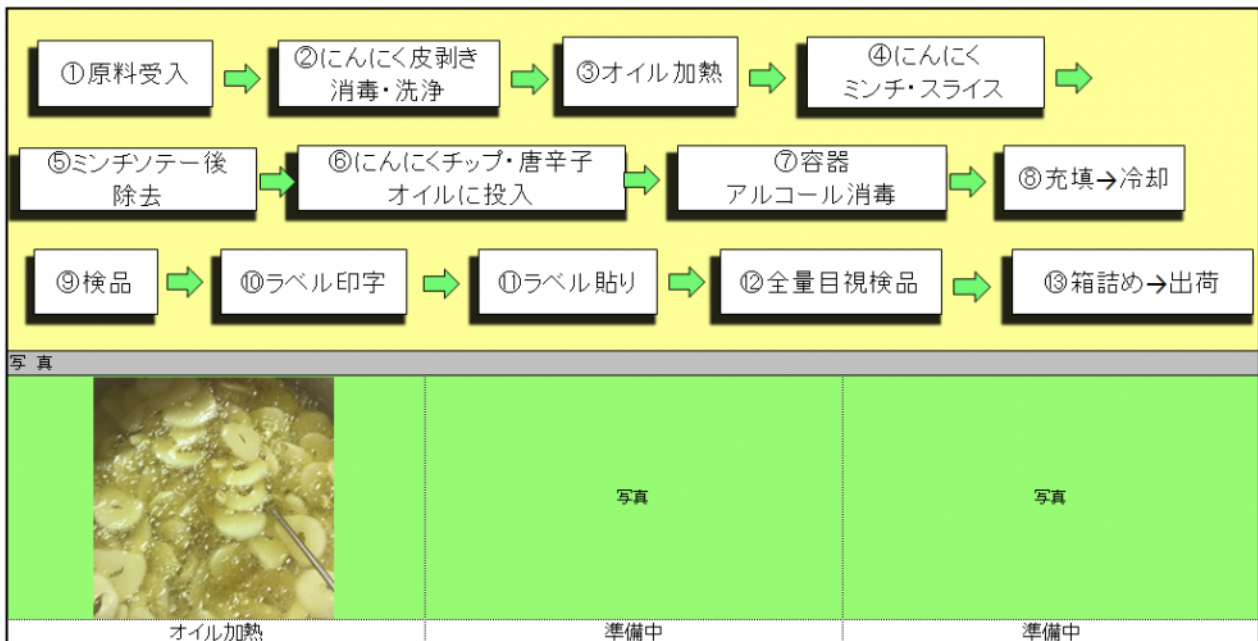 ①原料受入
②にんにく皮剥き
消毒・洗浄
③オイル加熱
④にんにく
ミンチ・スライス
⑤ミンチソテー後
除去
⑥にんにくチップ・唐辛子
オイルに投入
⑦容器
アルコール消毒
⑧充填→冷却
⑨検品
⑩ラベル印字
⑪ラベル貼り
⑫全量目視検品
⑬箱詰め→出荷
写 真
写真
写真
オイル加熱
準備中
準備中